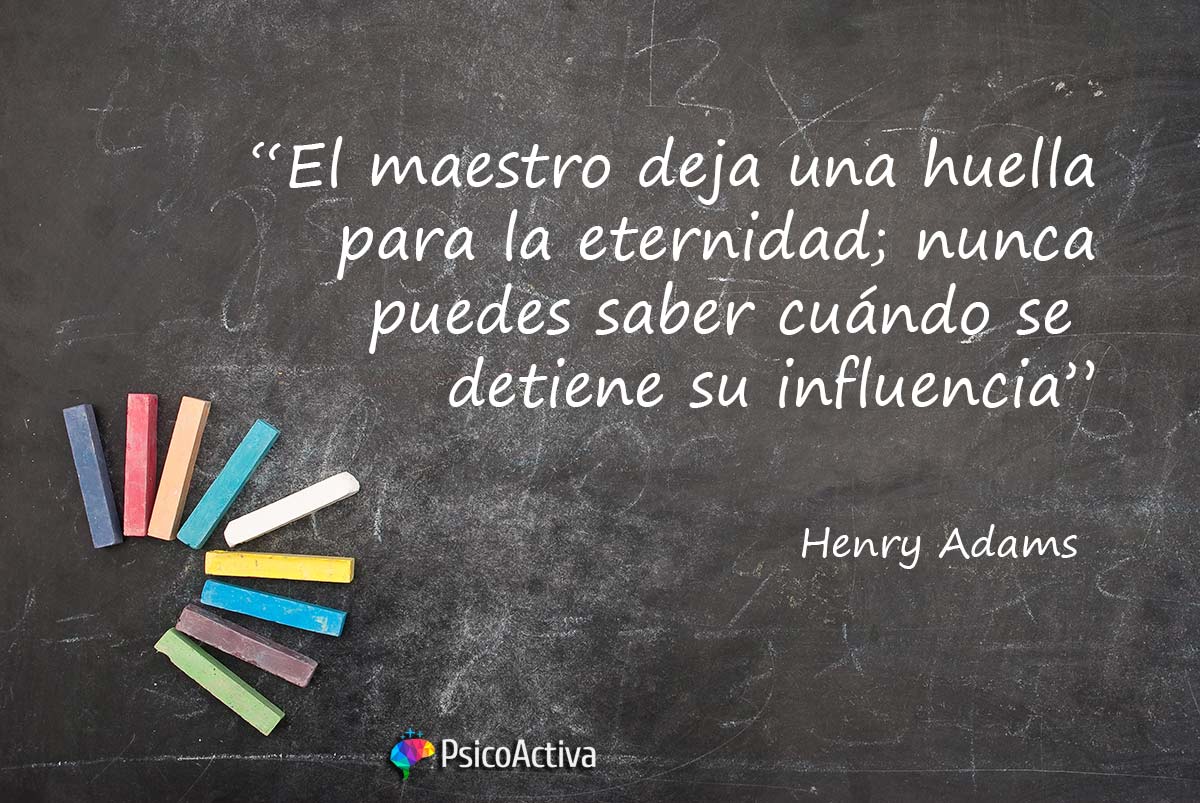 “El maestro deja una huella
para la eternidad; nunca
puedes saber cuándo se
detiene su influencia”
Henry Adams
PsicoActiva